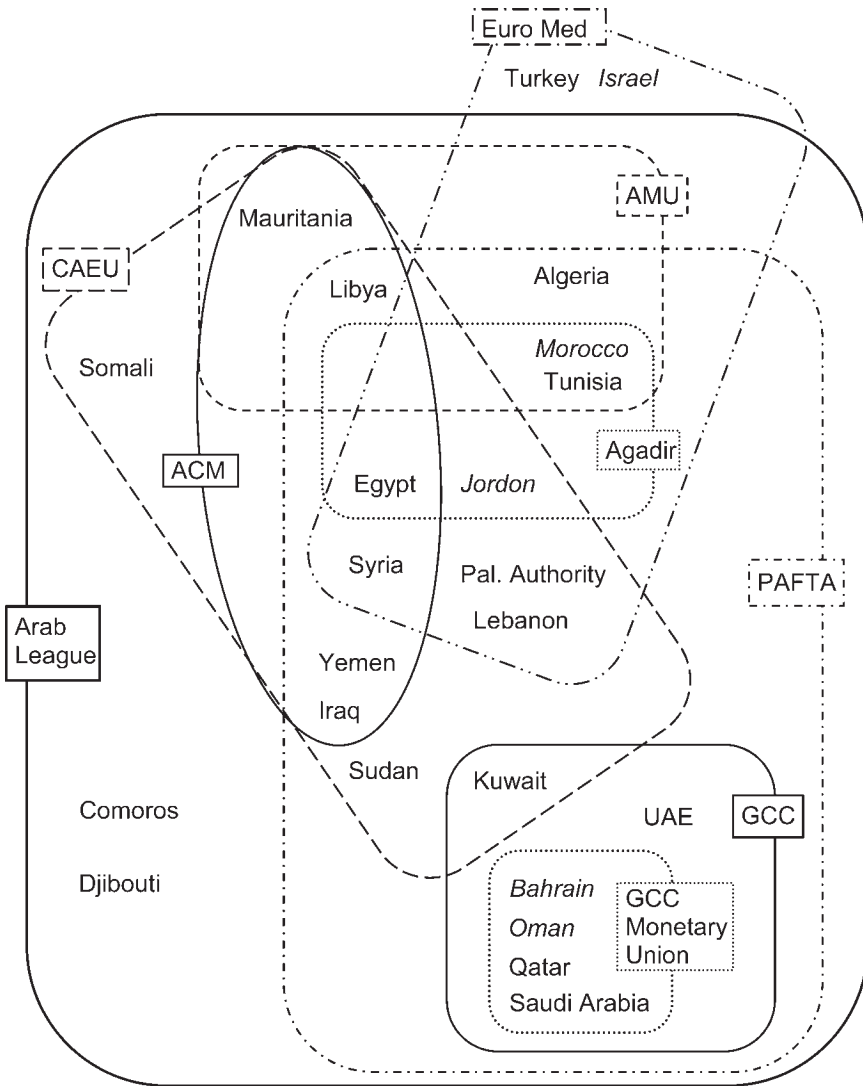 Euro Med
Turkey Israel
AMU
Mauritania
CAEU
Libya
Algeria
Somali
Morocco
Tunisia
Agadir
ACM
Egypt
Jordon
Syria
Pal. Authority
PAFTA
Lebanon
Arab
League
Yemen
Iraq
Sudan
Kuwait
Comoros
UAE
GCC
Djibouti
Bahrain
Oman
Qatar
Saudi Arabia
GCC
Monetary
Union